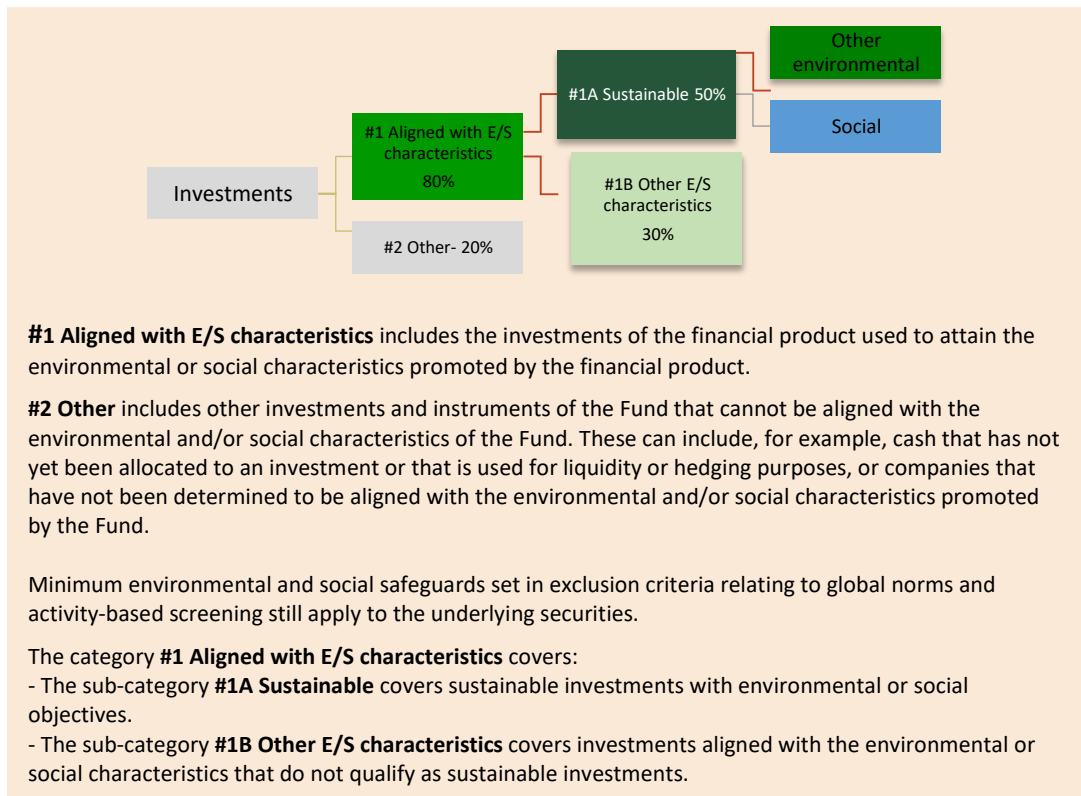 Other
environmental
#1A Sustainable 50%
Social
#1 Aligned with E/S
characteristics
80%
#1B Other E/S
characteristics
30%
Investments
#2 Other- 20%
#1 Aligned with E/S characteristics includes the investments of the financial product used to attain the
environmental or social characteristics promoted by the financial product.
#2 Other includes other investments and instruments of the Fund that cannot be aligned with the
environmental and/or social characteristics of the Fund. These can include, for example, cash that has not
yet been allocated to an investment or that is used for liquidity or hedging purposes, or companies that
have not been determined to be aligned with the environmental and/or social characteristics promoted
by the Fund.
Minimum environmental and social safeguards set in exclusion criteria relating to global norms and
activity-based screening still apply to the underlying securities.
The category #1 Aligned with E/S characteristics covers:
- The sub-category #1A Sustainable covers sustainable investments with environmental or social
objectives.
- The sub-category #1B Other E/S characteristics covers investments aligned with the environmental or
social characteristics that do not qualify as sustainable investments.